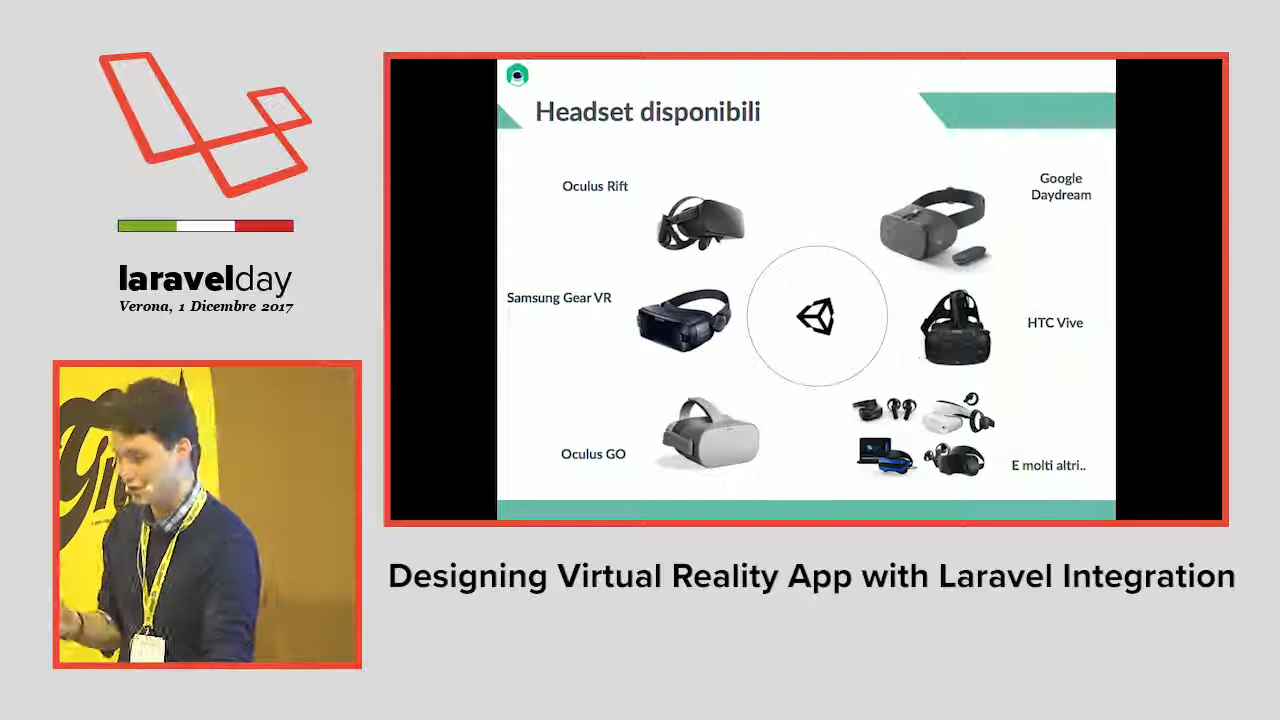 laravelday
Verona, 1 Dicembre 2017
Headset disponibili
Oculus Rift
Google
Daydream
Samsung Gear VR
HTC Vive
Oculus GO
E molti altri..
Designing Virtual Reality App with Laravel Integration